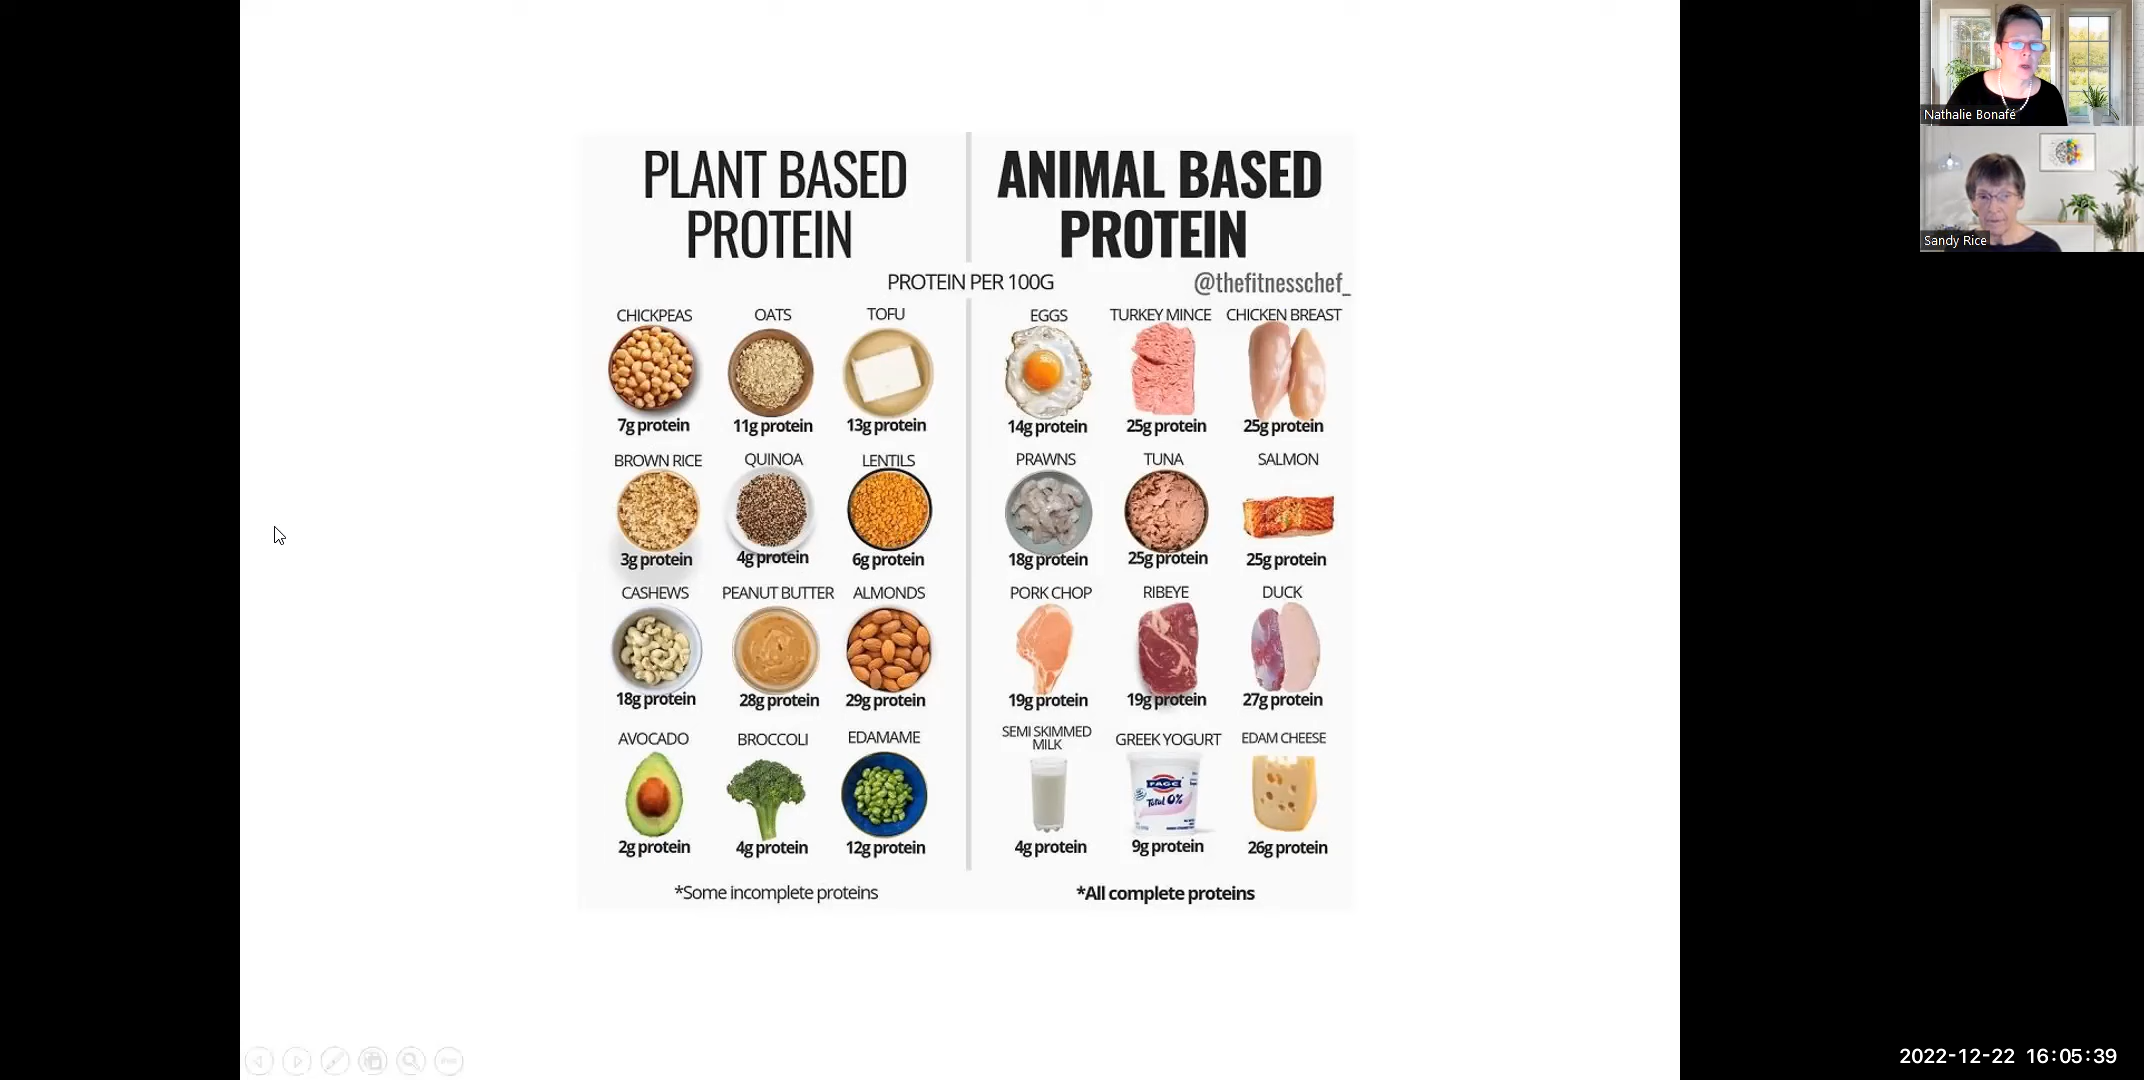 PLANT BASED
PROTEIN
ANIMAL BASED
PROTEIN
PROTEIN PER 100G
@thefitnesschef_
CHICKPEAS OATS TOFU
7g protein 11g protein 13g protein
BROWN RICE QUINOA LENTILS
3g protein 4g protein 6g protein
CASHEWS PEANUT BUTTER ALMONDS
18g protein 28g protein 29g protein
AVOCADO BROCCOLI EDAMAME
2g protein 4g protein 12g protein
*Some incomplete proteins
EGGS TURKEY MINCE CHICKEN BREAST
14g protein 25g protein 25g protein
PRAWNS TUNA SALMON
18g protein 25g protein 25g protein
PORK CHOP RIBEYE DUCK
19g protein 19g protein 27g protein
SEMI SKIMMED
MILK
GREEK YOGURT EDAM CHEESE
FAGE
Total 0%
4g protein 9g protein 26g protein
*All complete proteins
Nathalie Bonafé
Sandy Rice
2022-12-22 16:05:39